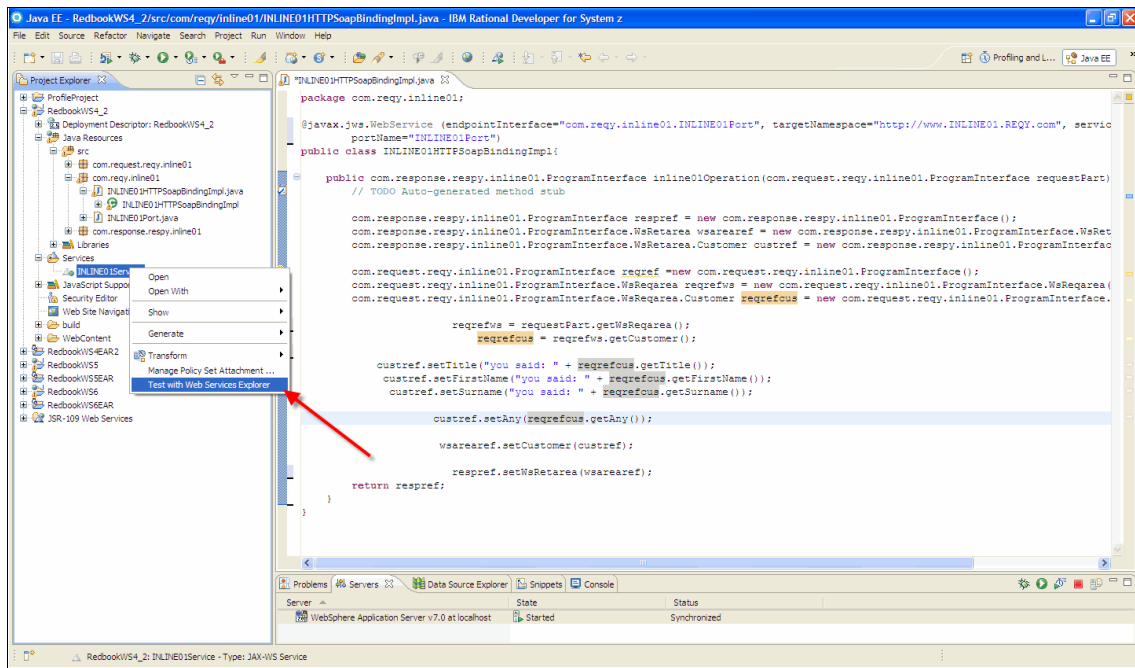 Java EE - RedbookWS4_2/src/com/reqy/inline01/INLINE01HTTPSoapBindingImpl.java - IBM Rational Developer for System z
File Edit Source Refactor Navigate Search Project Run Window Help
Profiling and L... Java EE
Project Explorer
*INLINE01HTTPSoapBindingImpl.java
ProfileProject
RedbookWS4_2
Deployment Descriptor: RedbookWS4_2
Java Resources
src
com.request.reqy.inline01
com.reqy.inline01
INLINE01HTTPSoapBindingImpl.java
INLINE01HTTPSoapBindingImpl
INLINE01Port.java
com.response.respy.inline01
Libraries
Services
INLINE01Serv
JavaScript Suppor
Security Editor
Web Site Navigati
build
WebContent
RedbookWS4EAR2
RedbookWS5
RedbookWS5EAR
RedbookWS6
RedbookWS6EAR
JSR-109 Web Services
Open
Open With
Show
Generate
Transform
Manage Policy Set Attachment ...
Test with Web Services Explorer
package com.reqy.inline01;
@javax.jws.WebService (endpointInterface="com.reqy.inline01.INLINE01Port", targetNamespace="http://www.INLINE01.REQY.com", servic
portName="INLINE01Port")
public class INLINE01HTTPSoapBindingImpl{
public com.response.respy.inline01.ProgramInterface inline01Operation(com.request.reqy.inline01.ProgramInterface requestPart)
// TODO Auto-generated method stub
com.response.respy.inline01.ProgramInterface respref = new com.response.respy.inline01.ProgramInterface();
com.response.respy.inline01.ProgramInterface.WsRetarea wsarearef = new com.response.respy.inline01.ProgramInterface.WsRet
com.response.respy.inline01.ProgramInterface.WsRetarea.Customer custref = new com.response.respy.inline01.ProgramInterfac
com.request.reqy.inline01.ProgramInterface reqref =new com.request.reqy.inline01.ProgramInterface();
com.request.reqy.inline01.ProgramInterface.WsReqarea reqrefws = new com.request.reqy.inline01.ProgramInterface.WsReqarea(
com.request.reqy.inline01.ProgramInterface.WsReqarea.Customer reqrefcus = new com.request.reqy.inline01.ProgramInterface.
reqrefws = requestPart.getWsReqarea();
reqrefcus = reqrefws.getCustomer();
custref.setTitle("you said: " + reqrefcus.getTitle());
custref.setFirstName("you said: " + reqrefcus.getFirstName());
custref.setSurname("you said: " + reqrefcus.getSurname());
custref.setAny(reqrefcus.getAny());
wsarearef.setCustomer(custref);
respref.setWsRetarea(wsarearef);
return respref;
}
}
Problems Servers Data Source Explorer Snippets Console
Server State Status
WebSphere Application Server v7.0 at localhost Started Synchronized
RedbookWS4_2: INLINE01Service - Type: JAX-WS Service